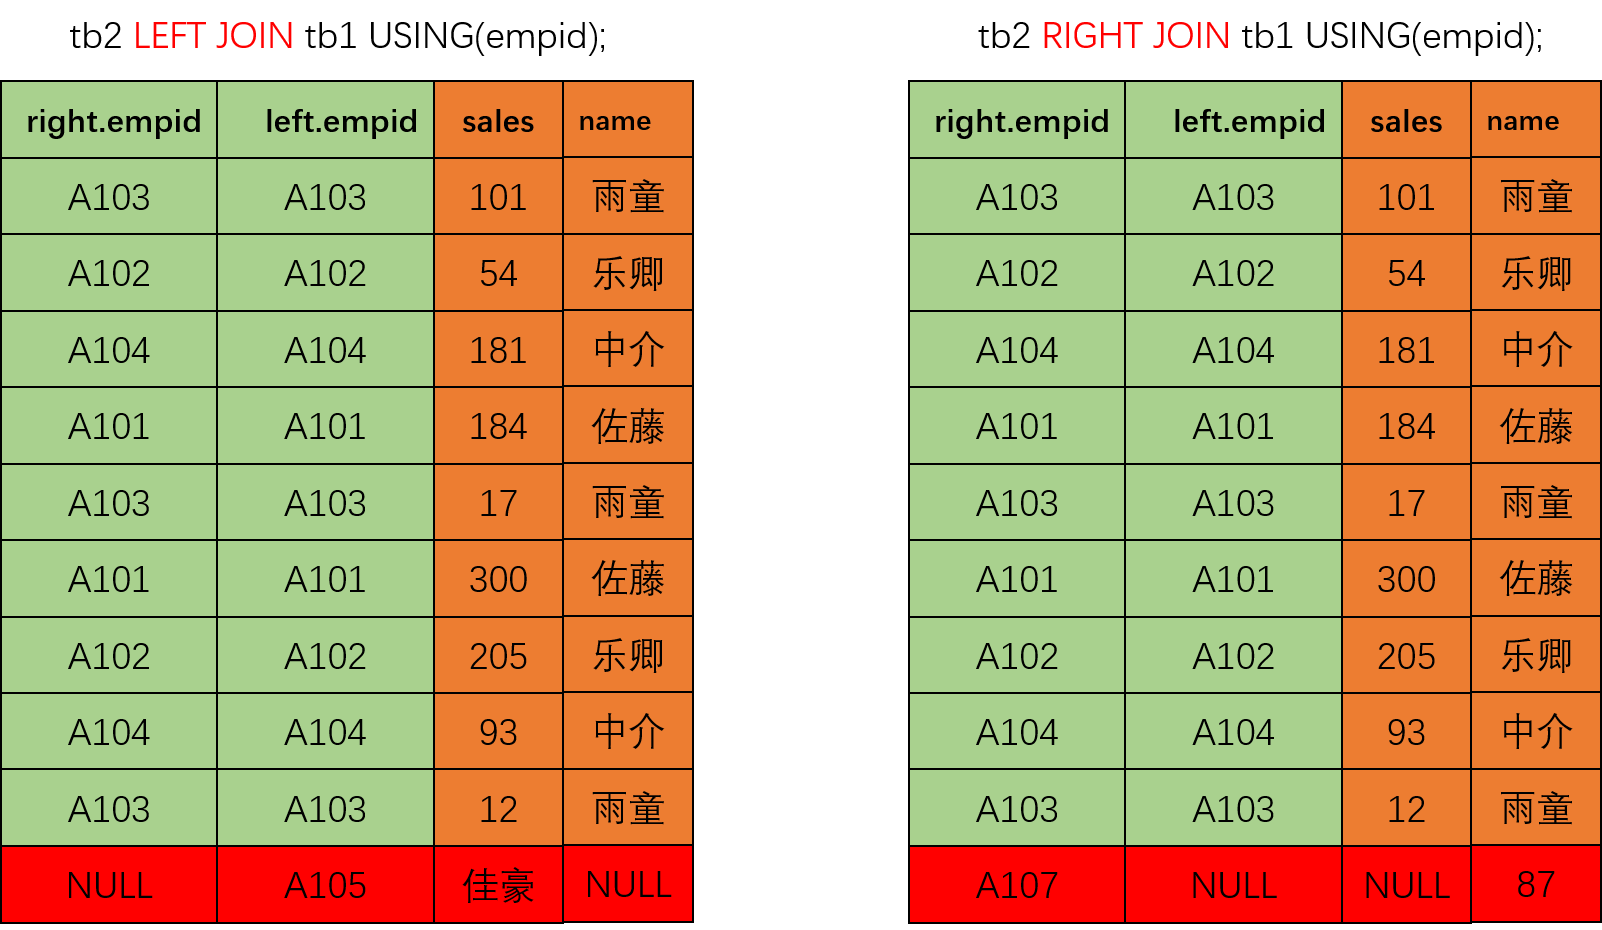 tb2 LEFT JOIN tb1 USING(empid);
right.empid left.empid sales name
A103 A103 101 雨童
A102 A102 54 乐卿
A104 A104 181 中介
A101 A101 184 佐藤
A103 A103 17 雨童
A101 A101 300 佐藤
A102 A102 205 乐卿
A104 A104 93 中介
A103 A103 12 雨童
NULL A105 佳豪 NULL
tb2 RIGHT JOIN tb1 USING(empid);
right.empid left.empid sales name
A103 A103 101 雨童
A102 A102 54 乐卿
A104 A104 181 中介
A101 A101 184 佐藤
A103 A103 17 雨童
A101 A101 300 佐藤
A102 A102 205 乐卿
A104 A104 93 中介
A103 A103 12 雨童
A107 NULL NULL 87